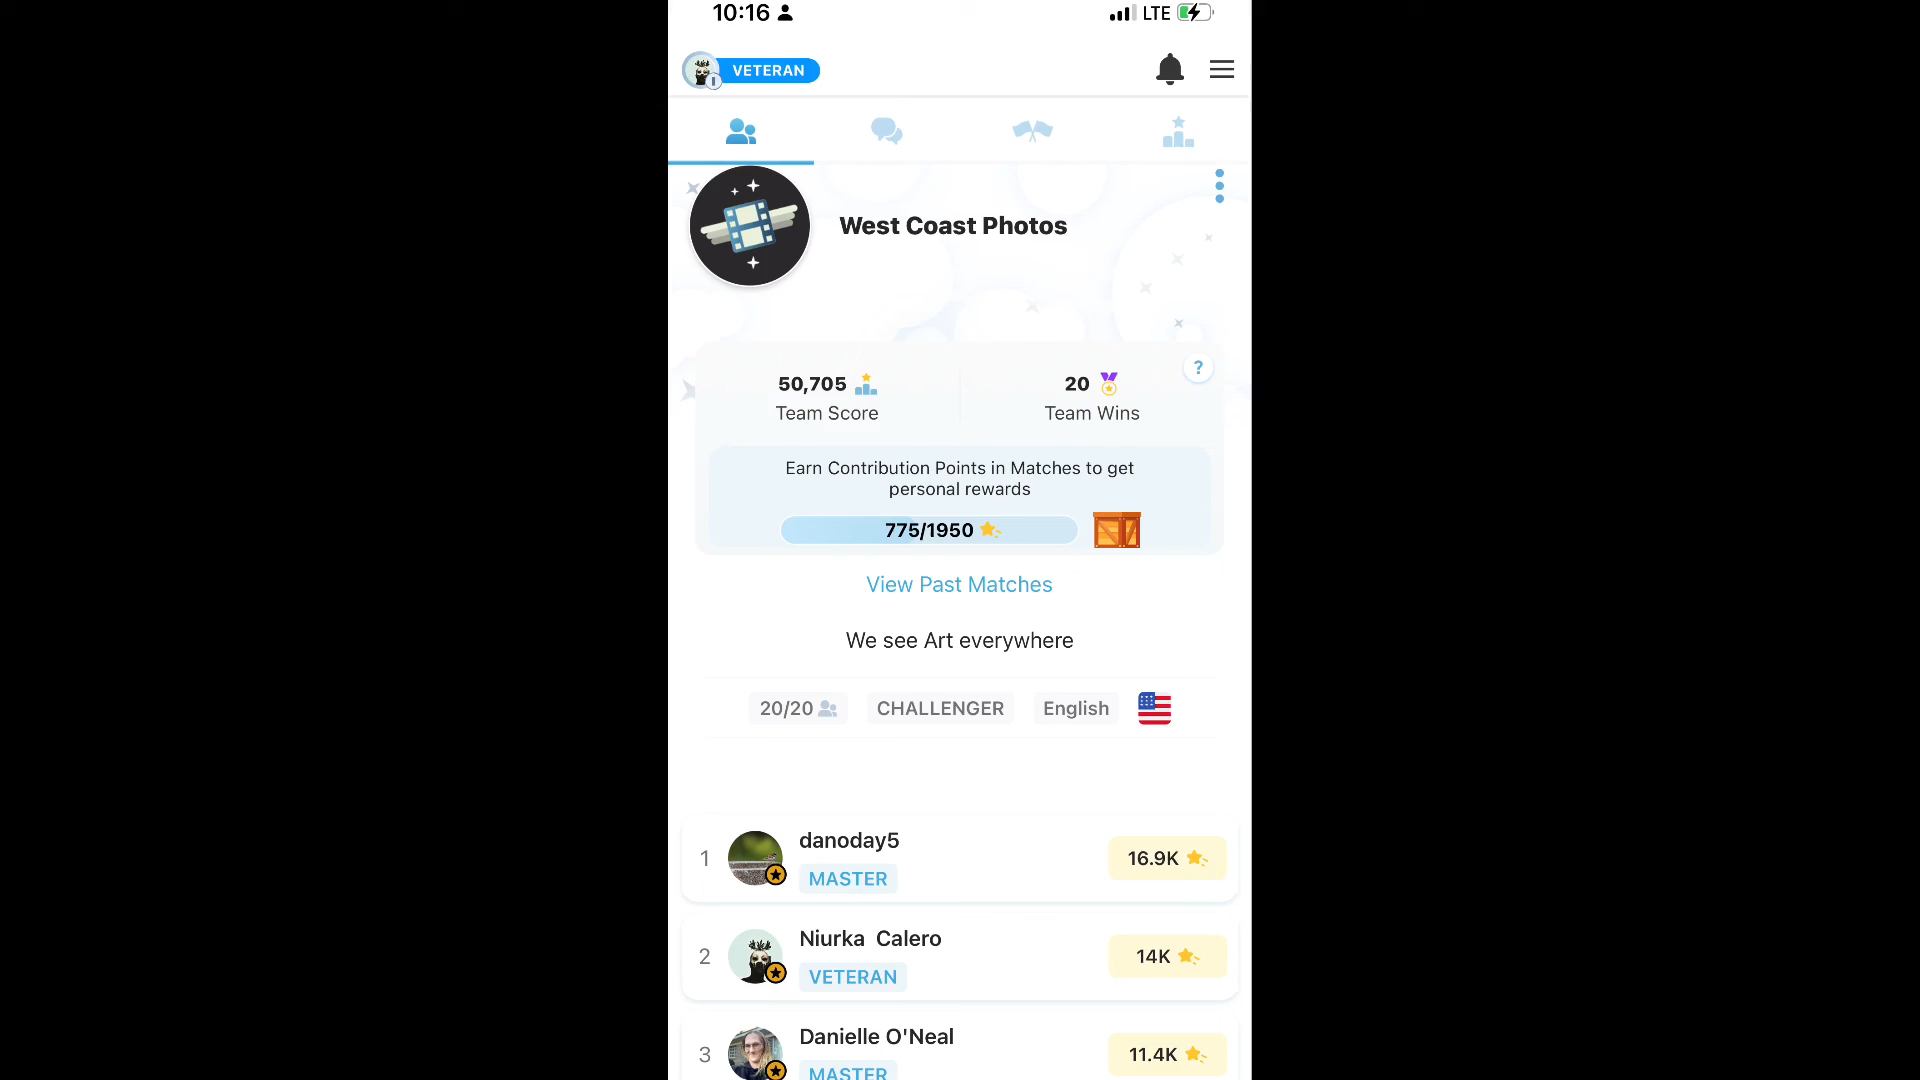 10:16
LTE
VETERAN
West Coast Photos
50,705
Team Score
20
Team Wins
?
Earn Contribution Points in Matches to get
personal rewards
775/1950
View Past Matches
We see Art everywhere
20/20 CHALLENGER English
1
danoday5
MASTER
16.9K
2
Niurka Calero
VETERAN
14K
3
Danielle O'Neal
MASTER
11.4K